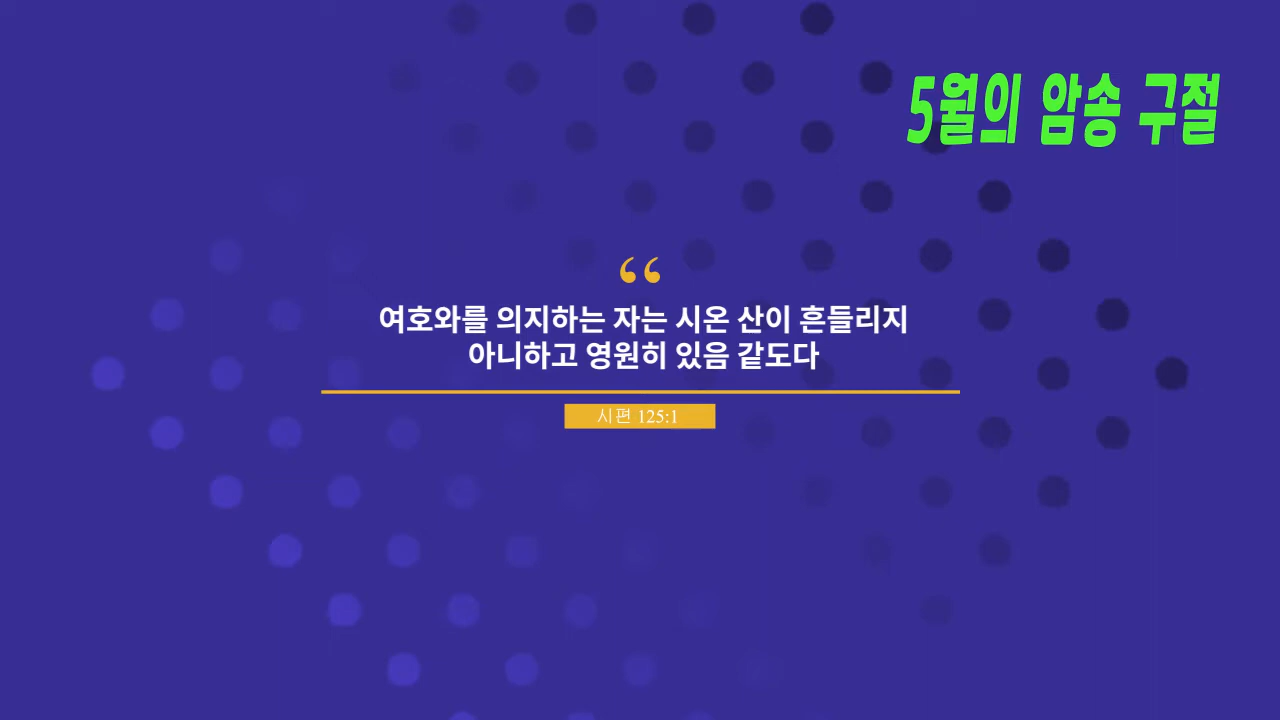 5월의 암송 구절
“
여호와를 의지하는 자는 시온 산이 흔들리지
아니하고 영원히 있음 같도다
시편 125:1